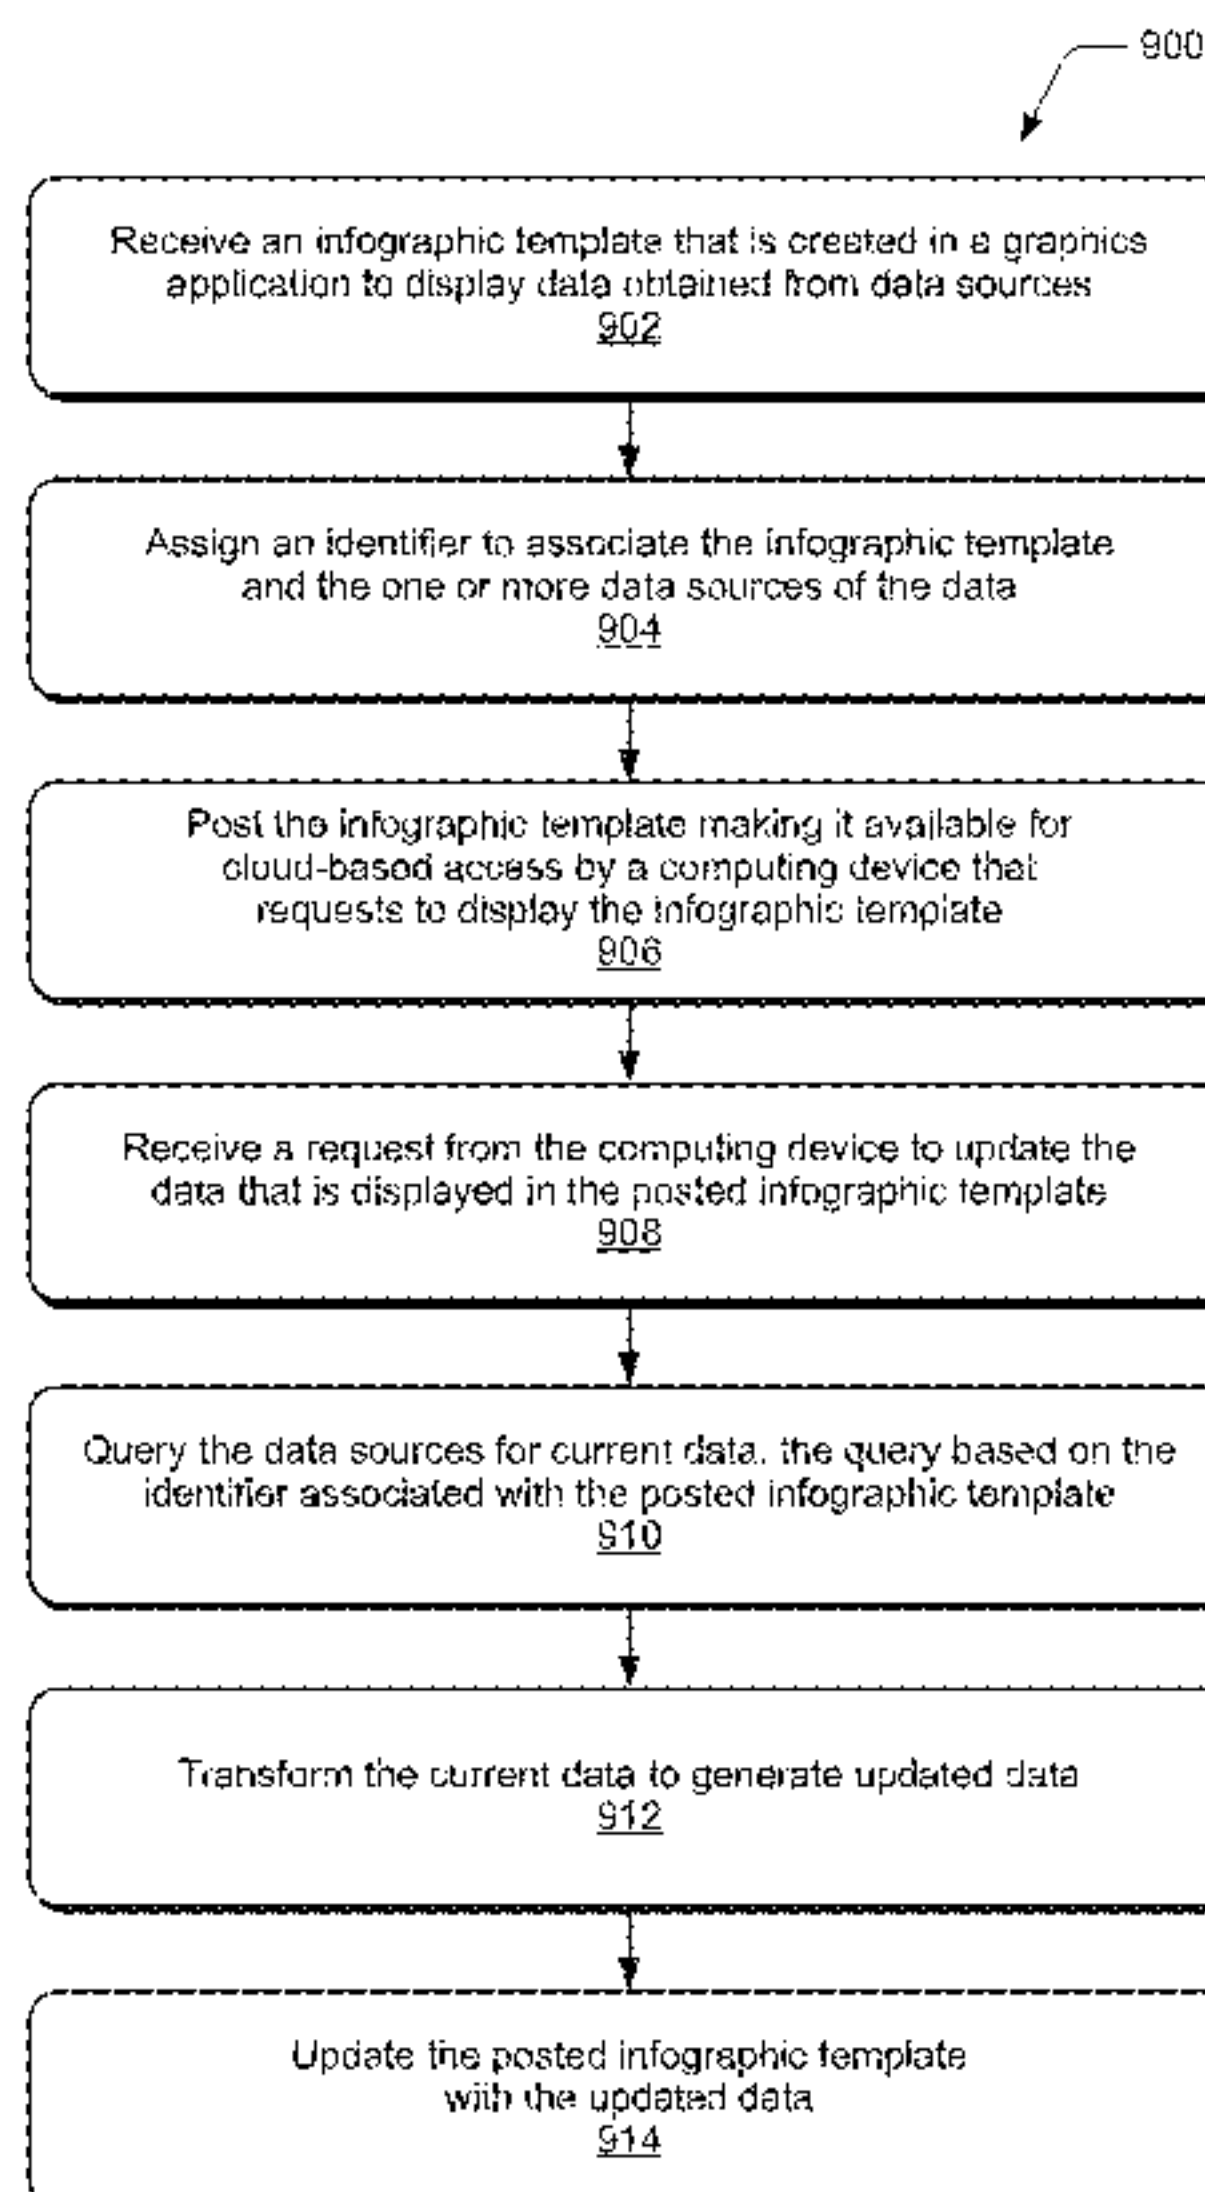 900
Receive an infographic template that is created in a graphics
application to display data obtained from data sources
902
Assign an identifier to associate the infographic template
and the one or more data sources of the data
904
Post the infographic template making it available for
cloud-based access by a computing device that
requests to display the infographic template
906
Receive a request from the computing device to update the
data that is displayed in the posted infographic template
908
Query the data sources for current data, the query based on the
identifier associated with the posted infographic template
910
Transform the current data to generate updated data
912
Update the posted infographic template
with the updated data
914